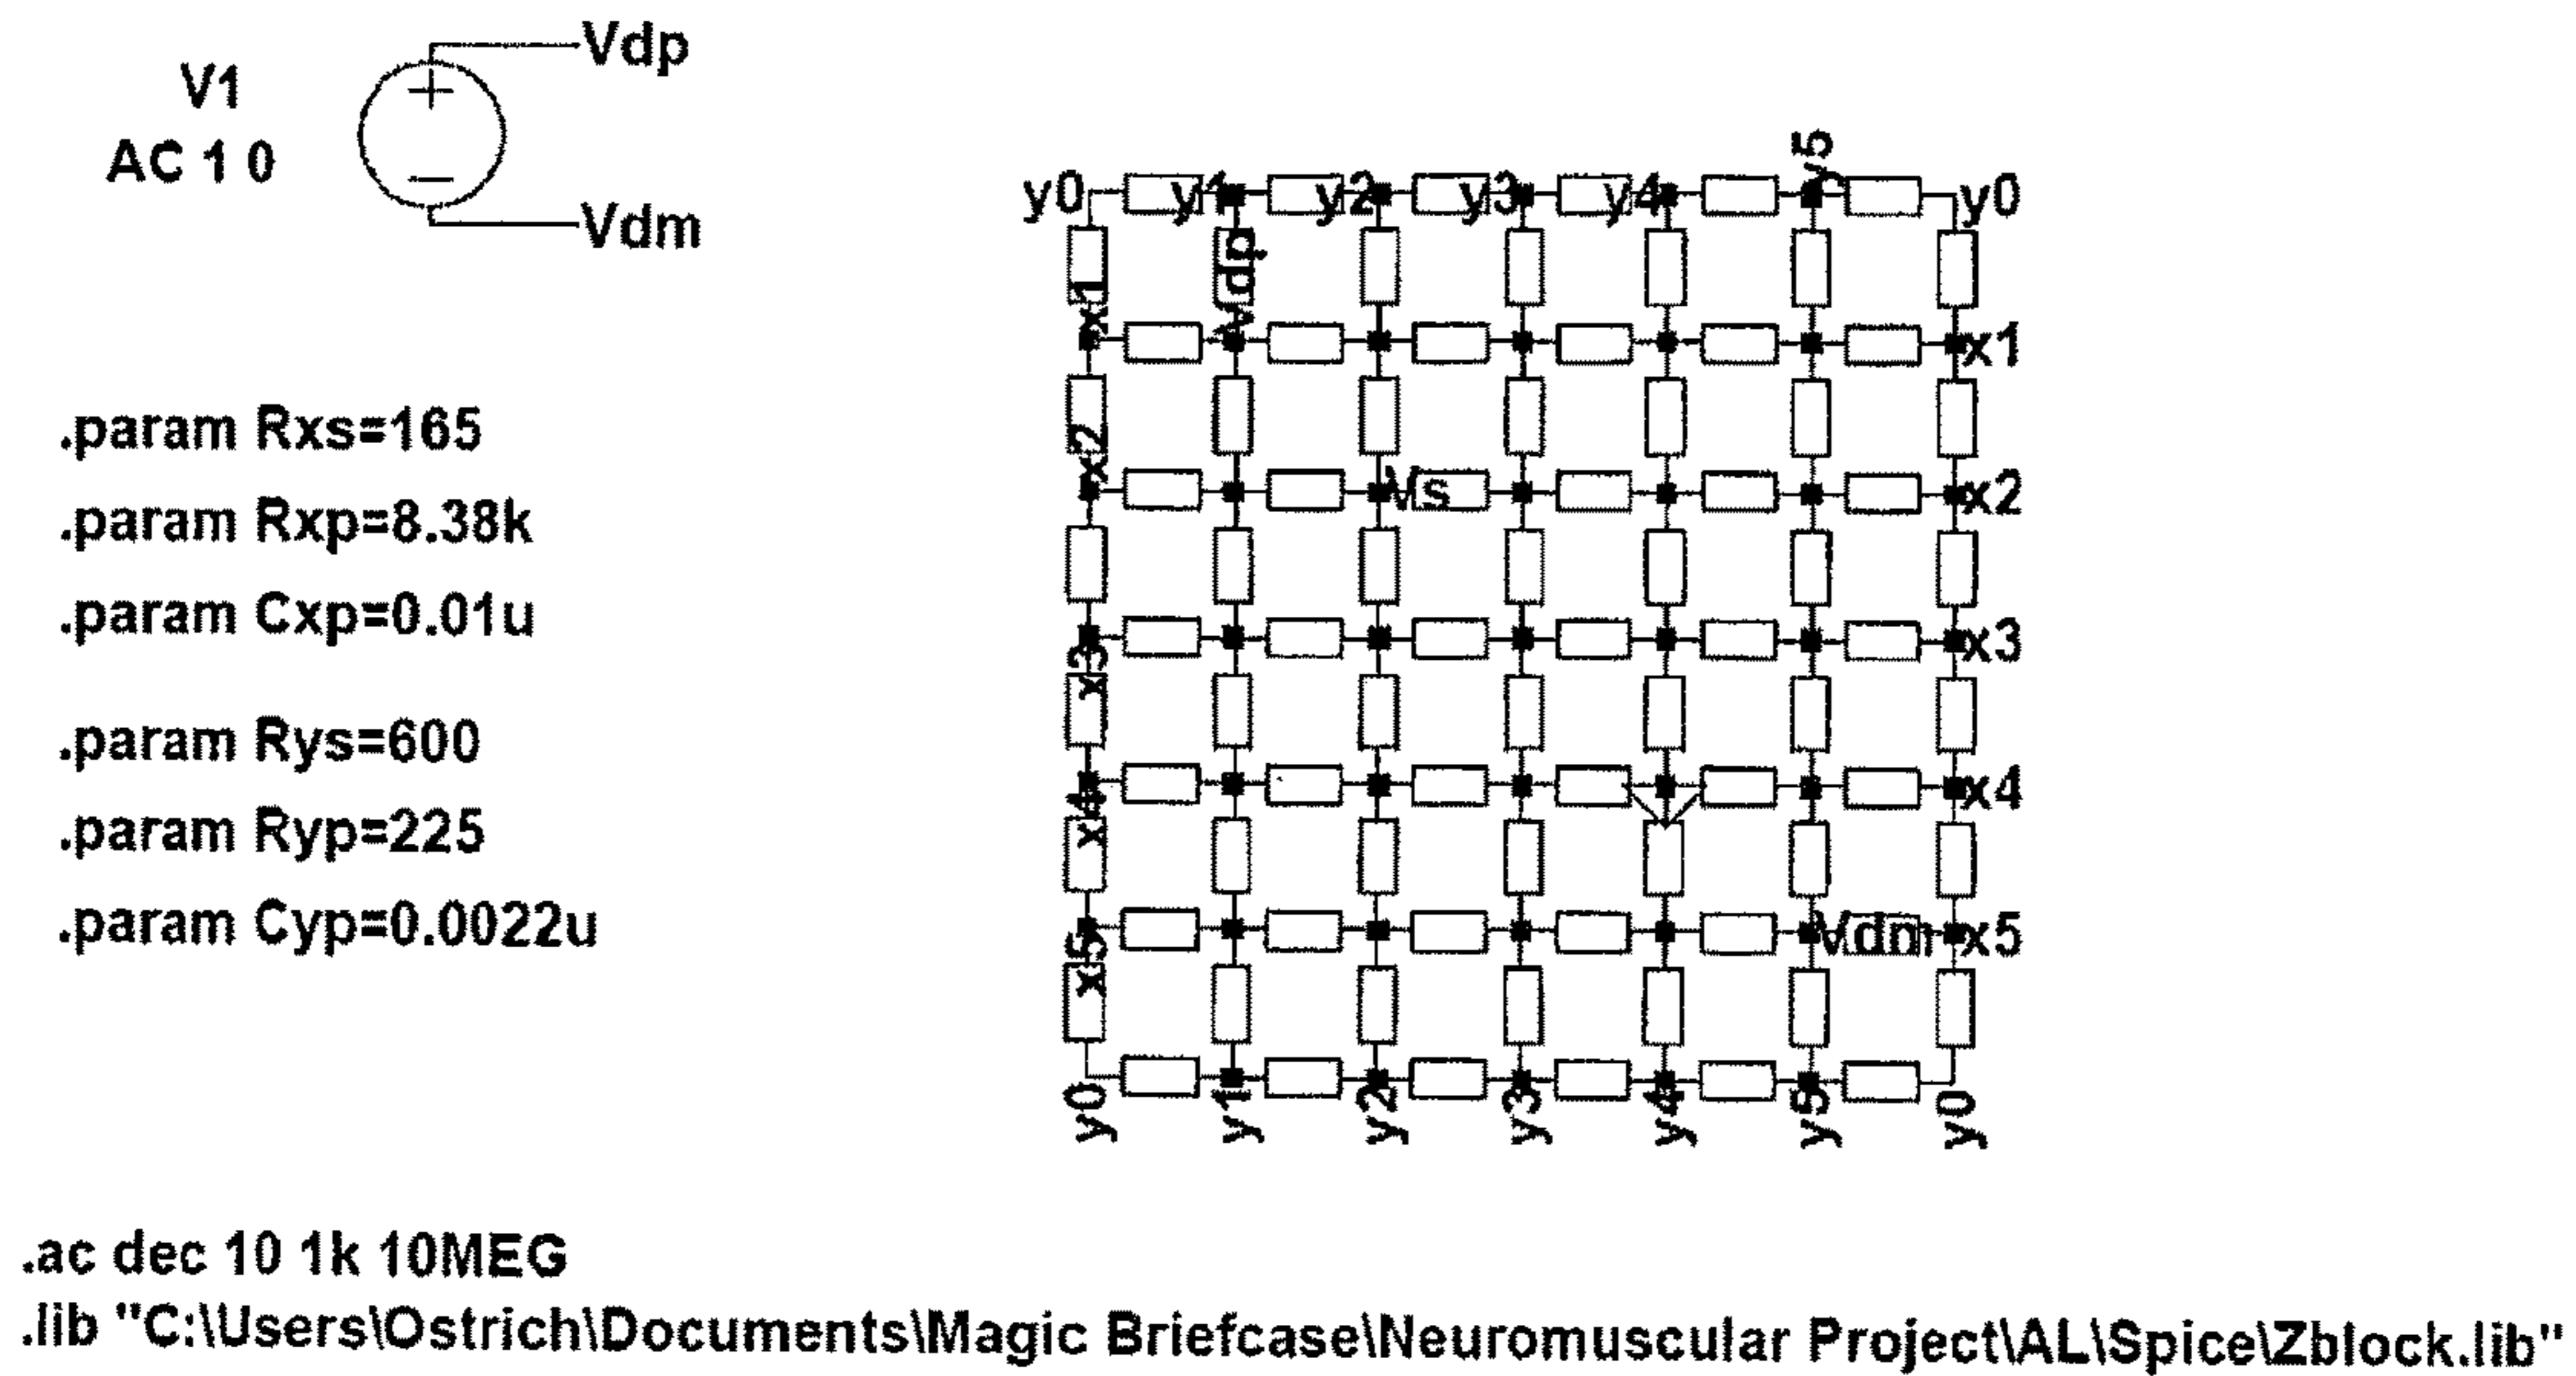 Vdp
V1
AC 1 0
Vdm
.param Rxs=165
.param Rxp=8.38k
.param Cxp=0.01u
.param Rys=600
.param Ryp=225
.param Cyp=0.0022u
y0 y1 y2 y3 y4 y5 y0
x1 Vdp x1
x2 Vs x2
x3 x3
x4 x4
x5 Vdm x5
y0 y1 y2 y3 y4 y5 y0
.ac dec 10 1k 10MEG
.lib "C:\Users\Ostrich\Documents\Magic Briefcase\Neuromuscular Project\AL\Spice\Zblock.lib"